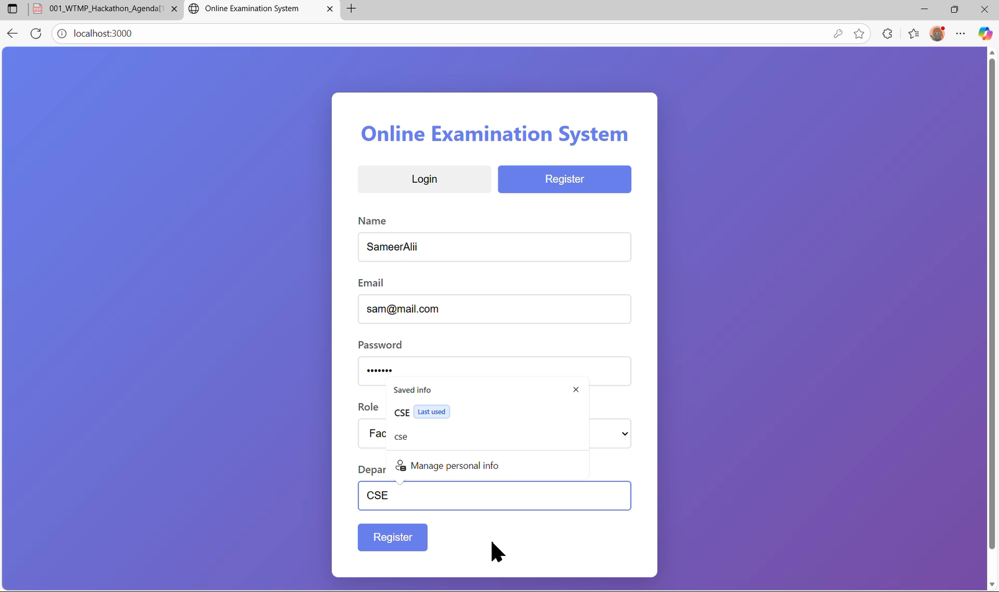 001_WTMP_Hackathon_Agenda[1
Online Examination System
localhost:3000
Online Examination System
Login
Register
Name
SameerAlii
Email
sam@mail.com
Password
•••••••
Saved info
Role
CSE Last used
Fac
cse
Manage personal info
Depar
CSE
Register